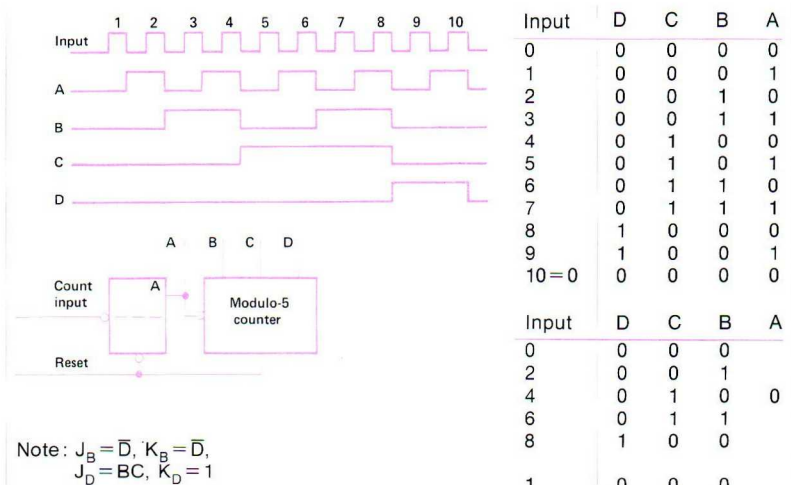 1 2 3 4 5 6 7 8 9 10
Input
A
B
C
D
A B C D
Count
input
A
Modulo-5
counter
Reset
Note: J_B = D̅, K_B = D̅,
J_D = BC, K_D = 1
Input D C B A
0 0 0 0 0
1 0 0 0 1
2 0 0 1 0
3 0 0 1 1
4 0 1 0 0
5 0 1 0 1
6 0 1 1 0
7 0 1 1 1
8 1 0 0 0
9 1 0 0 1
10=0 0 0 0 0
Input D C B A
0 0 0 0
2 0 0 1
4 0 1 0 0
6 0 1 1
8 1 0 0
1 0 0 0